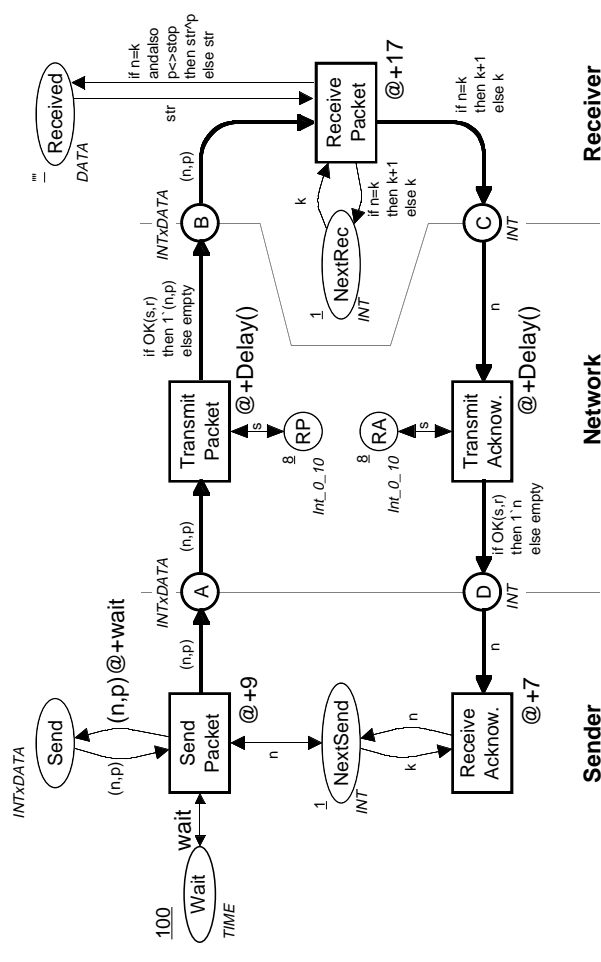 INTxDATA
Send
(n,p)
(n,p)@+wait
100
Wait
TIME
wait
Send
Packet
@+9
(n,p)
INTxDATA
A
(n,p)
Transmit
Packet
@+Delay()
s
8
RP
Int_0_10
if OK(s,r)
then 1`(n,p)
else empty
INTxDATA
B
(n,p)
""
Received
DATA
str
if n=k
andalso
p<>stop
then str^p
else str
Receive
Packet
@+17
k
1
NextRec
INT
if n=k
then k+1
else k
if n=k
then k+1
else k
C
INT
n
8
RA
Int_0_10
s
Transmit
Acknow.
@+Delay()
if OK(s,r)
then 1`n
else empty
D
INT
n
n
1
NextSend
INT
k
n
Receive
Acknow.
@+7
Sender
Network
Receiver